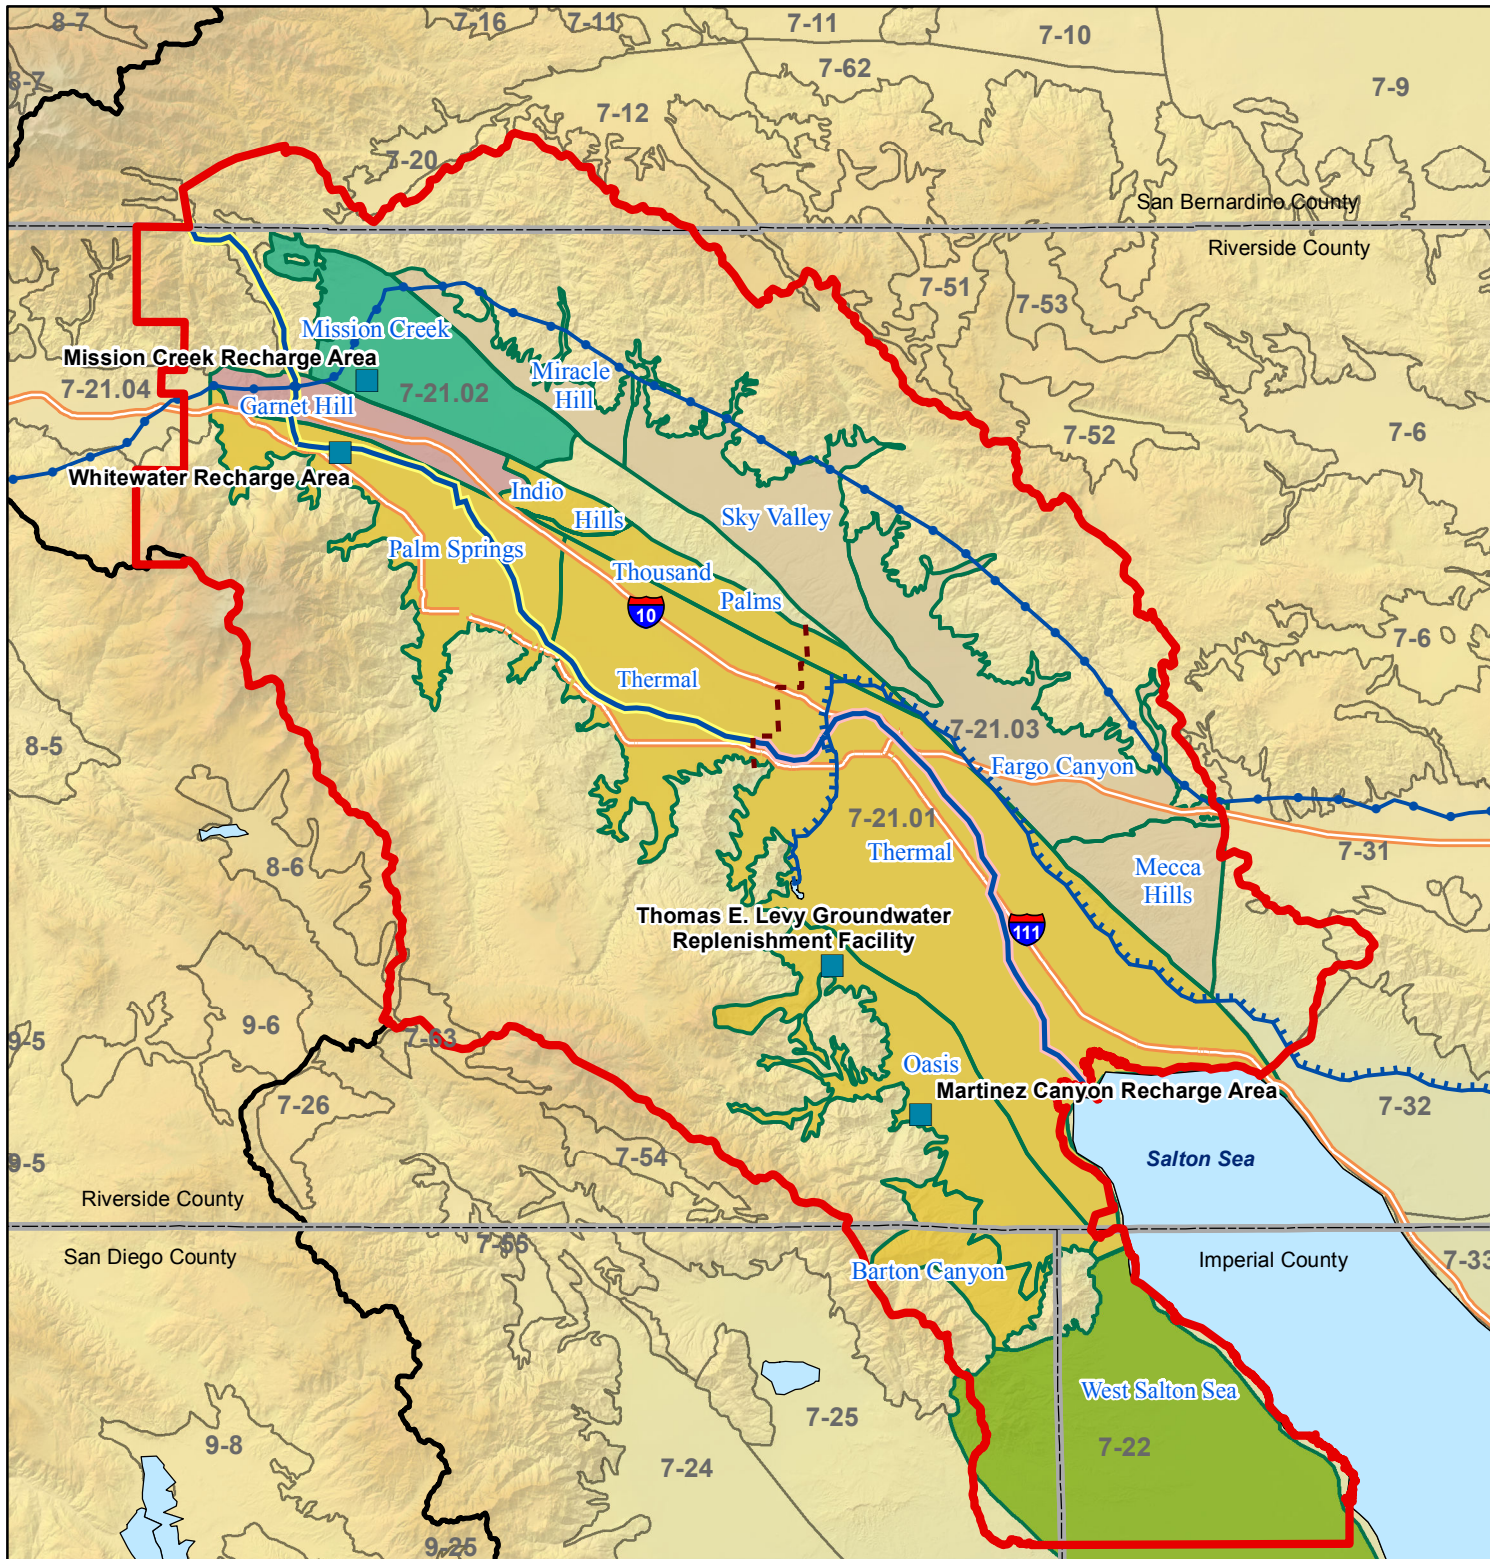 8-7
7-16
7-11
7-11
7-10
7-62
7-9
8-7
7-12
7-20
San Bernardino County
Riverside County
7-51
7-53
Mission Creek
Mission Creek Recharge Area
7-21.04
7-21.02
Miracle
Hill
Garnet Hill
7-52
7-6
Whitewater Recharge Area
Indio
Hills
Sky Valley
Palm Springs
Thousand
Palms
10
7-6
Thermal
8-5
7-21.03
Fargo Canyon
7-21.01
Thermal
7-31
8-6
Mecca
Hills
Thomas E. Levy Groundwater
Replenishment Facility
111
9-6
9-5
7-63
Oasis
Martinez Canyon Recharge Area
7-26
7-32
7-54
9-5
Salton Sea
Riverside County
San Diego County
7-55
Imperial County
7-33
Barton Canyon
West Salton Sea
7-25
9-8
7-22
7-24
9-25